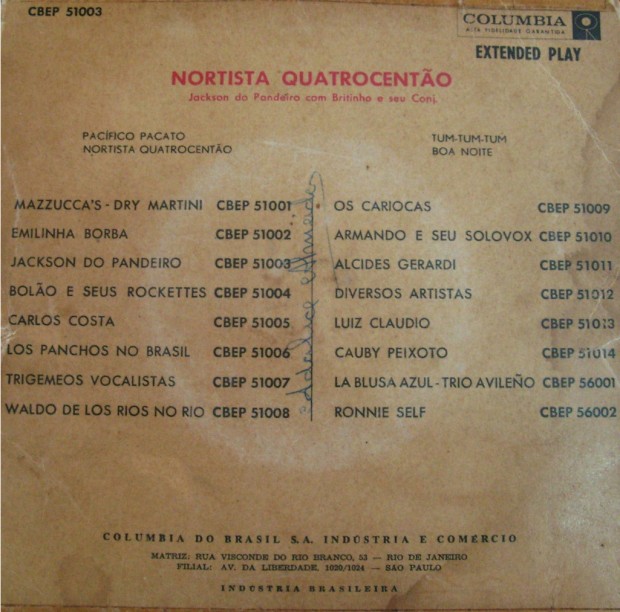 CBEP 51003
COLUMBIA
ALTA FIDELIDADE GARANTIDA
EXTENDED PLAY
NORTISTA QUATROCENTÃO
Jackson do Pandeiro com Britinho e seu Conj.
PACÍFICO PACATO
NORTISTA QUATROCENTÃO
TUM-TUM-TUM
BOA NOITE
MAZZUCCA'S - DRY MARTINI CBEP 51001
EMILINHA BORBA CBEP 51002
JACKSON DO PANDEIRO CBEP 51003
BOLÃO E SEUS ROCKETTES CBEP 51004
CARLOS COSTA CBEP 51005
LOS PANCHOS NO BRASIL CBEP 51006
TRIGEMEOS VOCALISTAS CBEP 51007
WALDO DE LOS RIOS NO RIO CBEP 51008
OS CARIOCAS CBEP 51009
ARMANDO E SEU SOLOVOX CBEP 51010
ALCIDES GERARDI CBEP 51011
DIVERSOS ARTISTAS CBEP 51012
LUIZ CLAUDIO CBEP 51013
CAUBY PEIXOTO CBEP 51014
LA BLUSA AZUL - TRIO AVILEÑO CBEP 56001
RONNIE SELF CBEP 56002
COLUMBIA DO BRASIL S.A. INDÚSTRIA E COMÉRCIO
MATRIZ: RUA VISCONDE DO RIO BRANCO, 53 — RIO DE JANEIRO
FILIAL: AV. DA LIBERDADE, 1020/1024 — SÃO PAULO
INDÚSTRIA BRASILEIRA